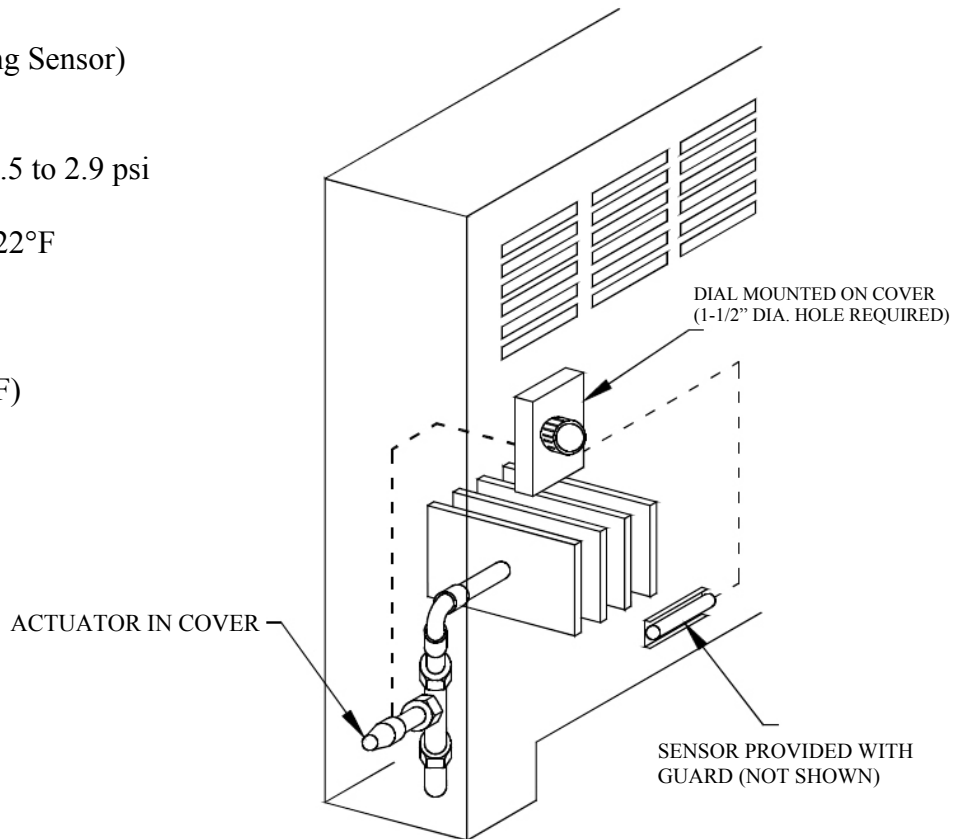 ng Sensor)
.5 to 2.9 psi
22°F
F)
DIAL MOUNTED ON COVER
(1-1/2” DIA. HOLE REQUIRED)
ACTUATOR IN COVER
SENSOR PROVIDED WITH
GUARD (NOT SHOWN)